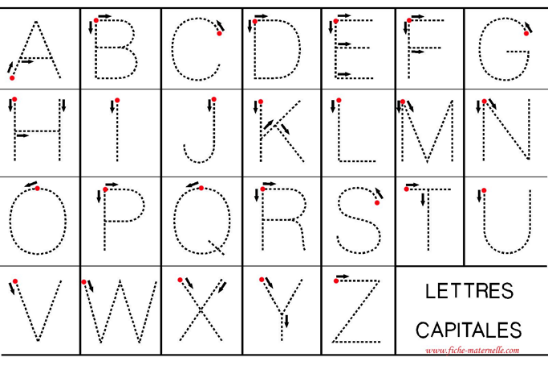 A B C D E F G
H I J K L M N
O P Q R S T U
V W X Y Z
LETTRES
CAPITALES
www.fiche-maternelle.com